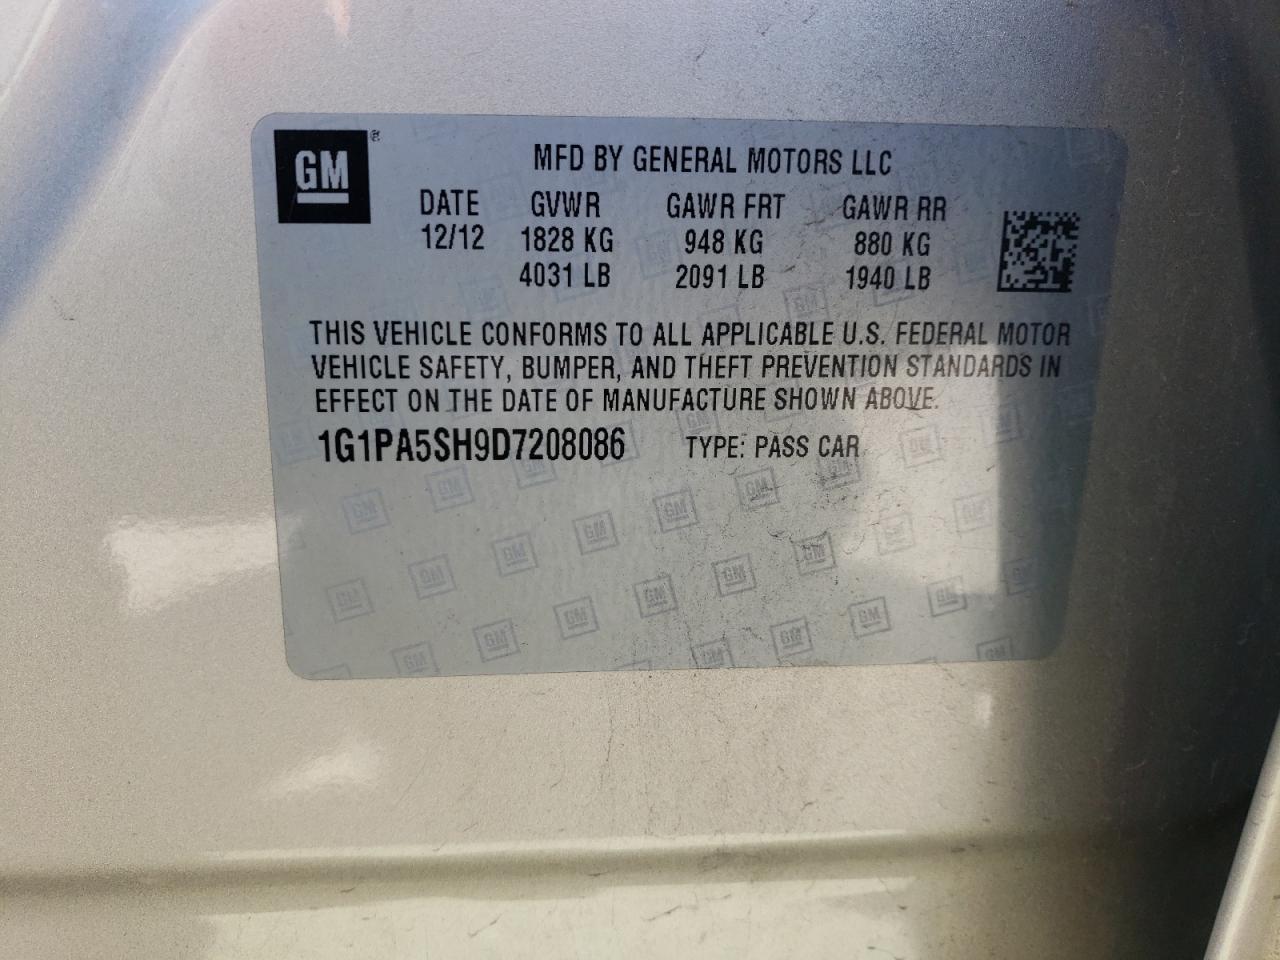 GM ®
MFD BY GENERAL MOTORS LLC
DATE GVWR GAWR FRT GAWR RR
12/12 1828 KG 948 KG 880 KG
4031 LB 2091 LB 1940 LB
THIS VEHICLE CONFORMS TO ALL APPLICABLE U.S. FEDERAL MOTOR
VEHICLE SAFETY, BUMPER, AND THEFT PREVENTION STANDARDS IN
EFFECT ON THE DATE OF MANUFACTURE SHOWN ABOVE.
1G1PA5SH9D7208086 TYPE: PASS CAR